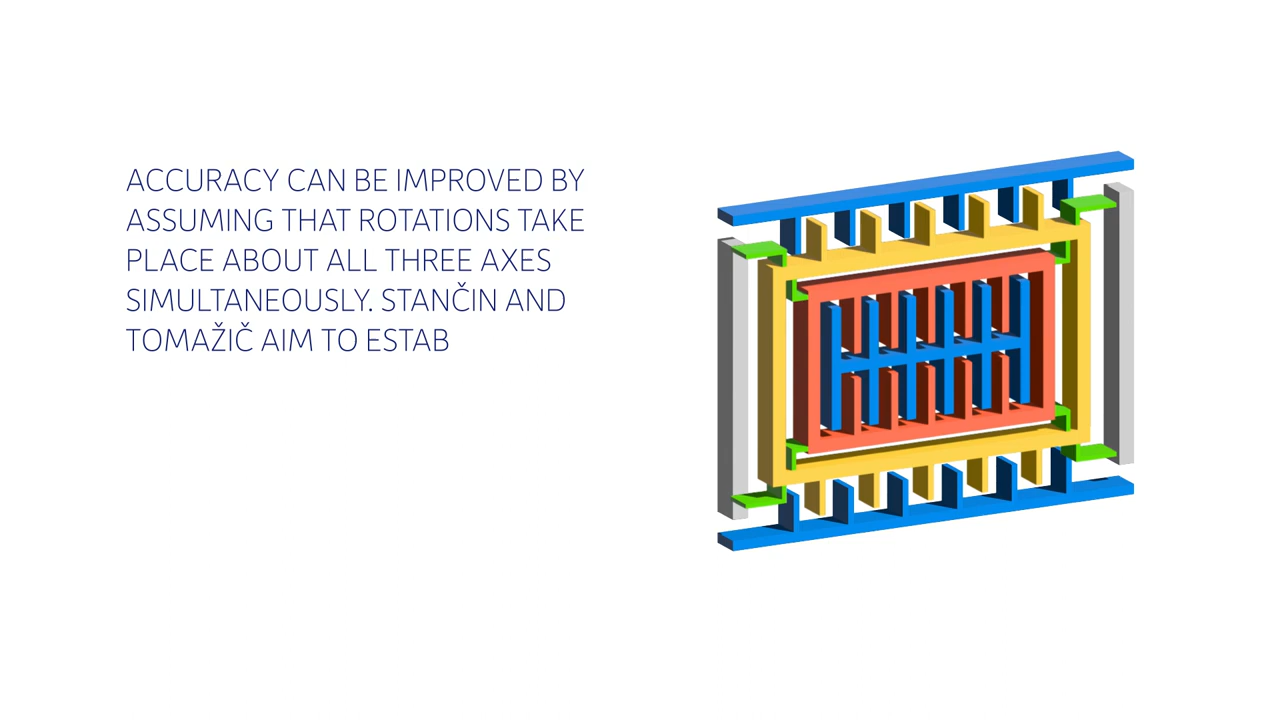 ACCURACY CAN BE IMPROVED BY
ASSUMING THAT ROTATIONS TAKE
PLACE ABOUT ALL THREE AXES
SIMULTANEOUSLY. STANČIN AND
TOMAŽIČ AIM TO ESTAB